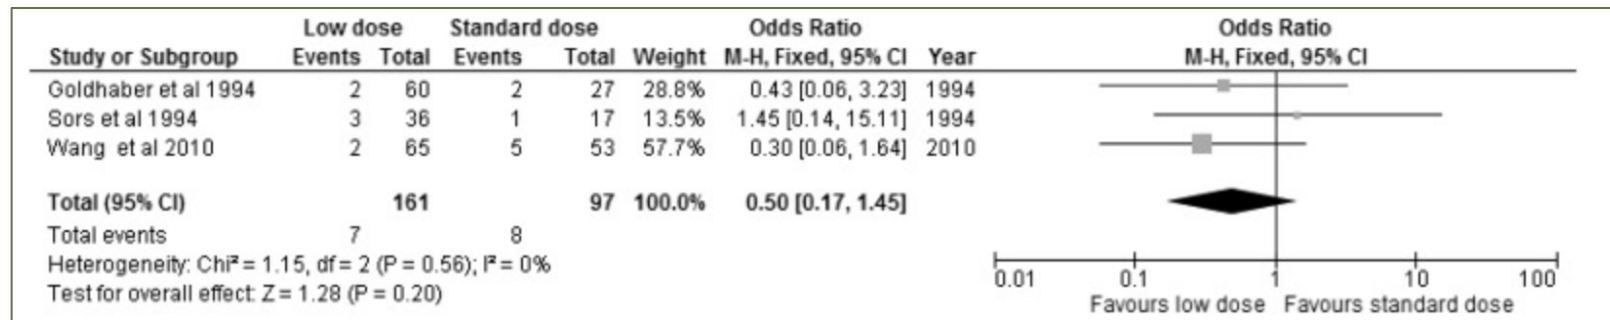 Low dose Standard dose Odds Ratio Odds Ratio
Study or Subgroup Events Total Events Total Weight M-H, Fixed, 95% CI Year M-H, Fixed, 95% CI
Goldhaber et al 1994 2 60 2 27 28.8% 0.43 [0.06, 3.23] 1994
Sors et al 1994 3 36 1 17 13.5% 1.45 [0.14, 15.11] 1994
Wang et al 2010 2 65 5 53 57.7% 0.30 [0.06, 1.64] 2010
Total (95% CI) 161 97 100.0% 0.50 [0.17, 1.45]
Total events 7 8
Heterogeneity: Chi² = 1.15, df = 2 (P = 0.56); I² = 0%
Test for overall effect: Z = 1.28 (P = 0.20)
0.01 0.1 1 10 100
Favours low dose Favours standard dose